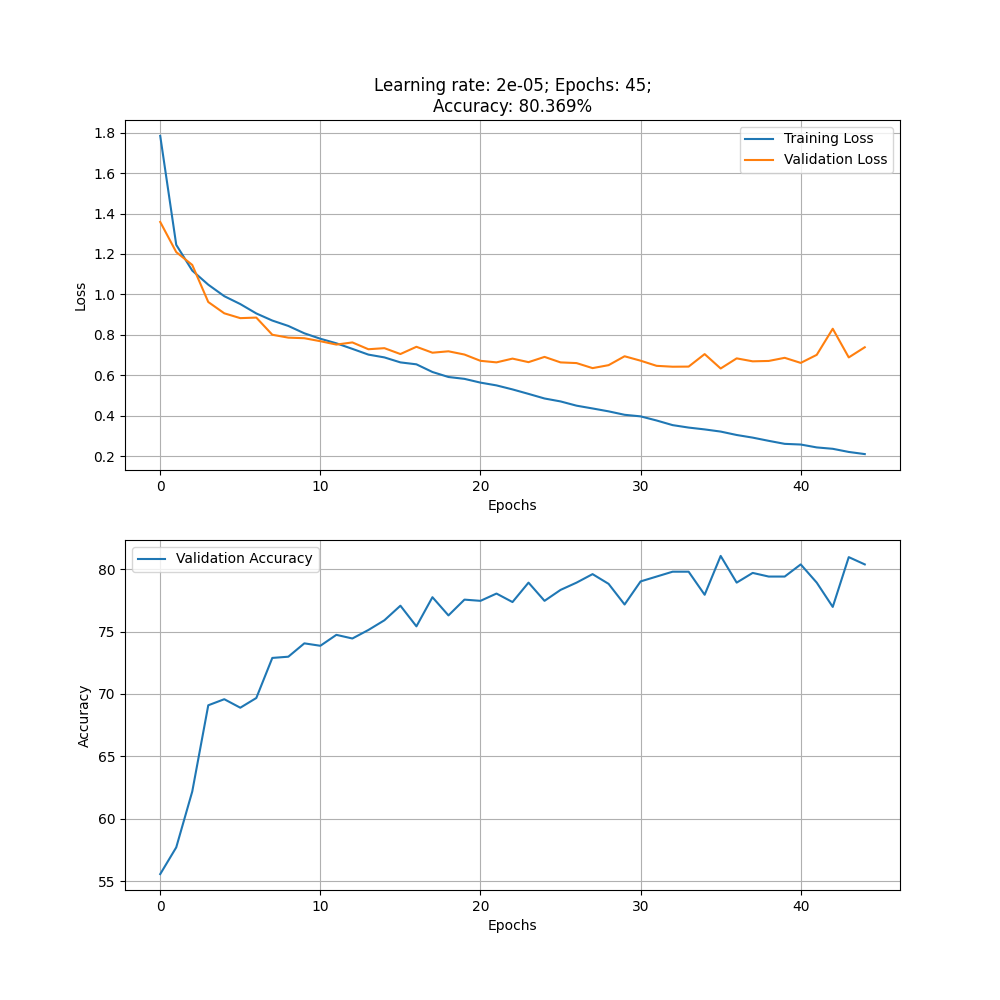 Learning rate: 2e-05; Epochs: 45;
Accuracy: 80.369%
Training Loss
Validation Loss
1.8
1.6
1.4
1.2
1.0
0.8
0.6
0.4
0.2
Loss
0 10 20 30 40
Epochs
Validation Accuracy
80
75
70
65
60
55
Accuracy
0 10 20 30 40
Epochs